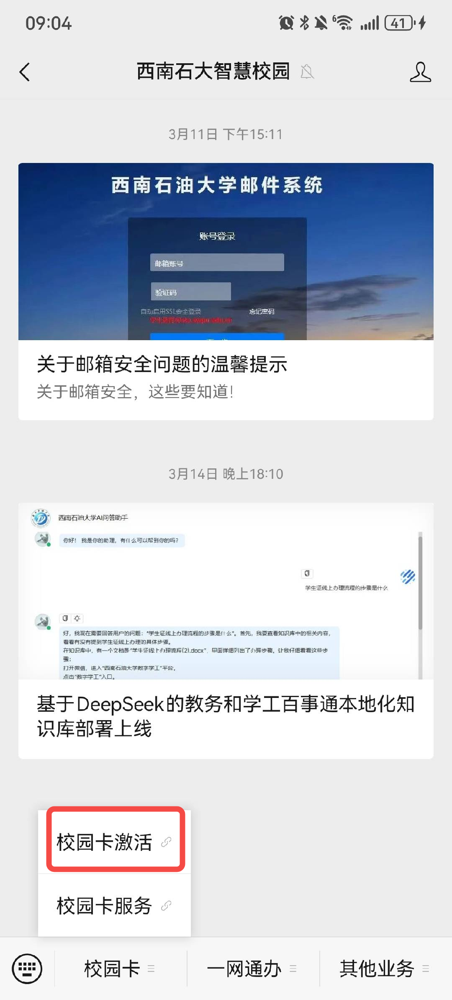 09:04
6
41
西南石大智慧校园
3月11日 下午15:11
西南石油大学邮件系统
账号登录
邮箱账号
验证码
自动启用SSL安全登录
忘记密码
关于邮箱安全问题的温馨提示
关于邮箱安全，这些要知道！
3月14日 晚上18:10
西南石油大学AI问答助手
你好！ 我是你的助理，有什么可以帮到你的吗？
学生证线上办理流程的步骤是什么
好，我现在需要回答用户的问题：“学生证线上办理流程的步骤是什么”。首先，我要查看知识库中的相关内容，
看看有没有提到学生证线上办理的具体步骤。
在知识库中，有一个文档是“学生证线上办理流程(2).docx”，里面详细列出了办理步骤。让我仔细看看这些步
骤：
打开微信，进入“西南石油大学数字学工”平台。
点击“数字学工”入口。
基于DeepSeek的教务和学工百事通本地化知
识库部署上线
校园卡激活
校园卡服务
校园卡
一网通办
其他业务